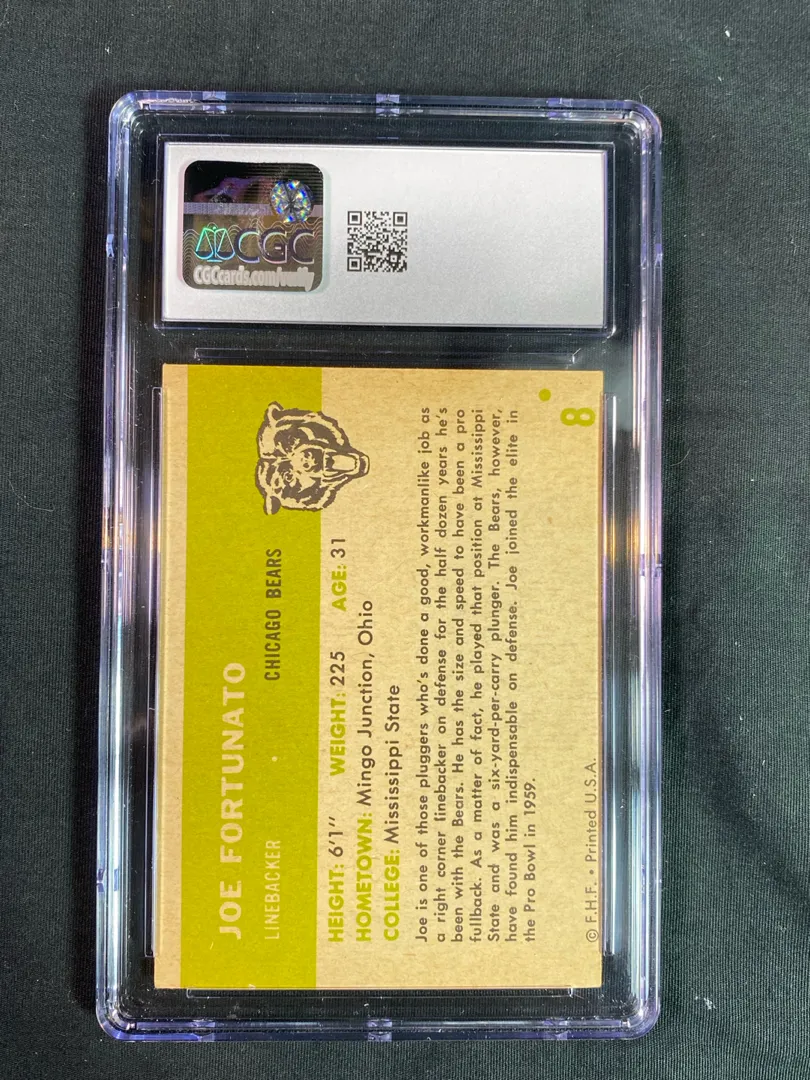 CGC
CGCcards.com/verify
JOE FORTUNATO
LINEBACKER CHICAGO BEARS
HEIGHT: 6'1" WEIGHT: 225 AGE: 31
HOMETOWN: Mingo Junction, Ohio
COLLEGE: Mississippi State
Joe is one of those pluggers who's done a good, workmanlike job as
a right corner linebacker on defense for the half dozen years he's
been with the Bears. He has the size and speed to have been a pro
fullback. As a matter of fact, he played that position at Mississippi
State and was a six-yard-per-carry plunger. The Bears, however,
have found him indispensable on defense. Joe joined the elite in
the Pro Bowl in 1959.
© F.H.F. • Printed U.S.A.
8